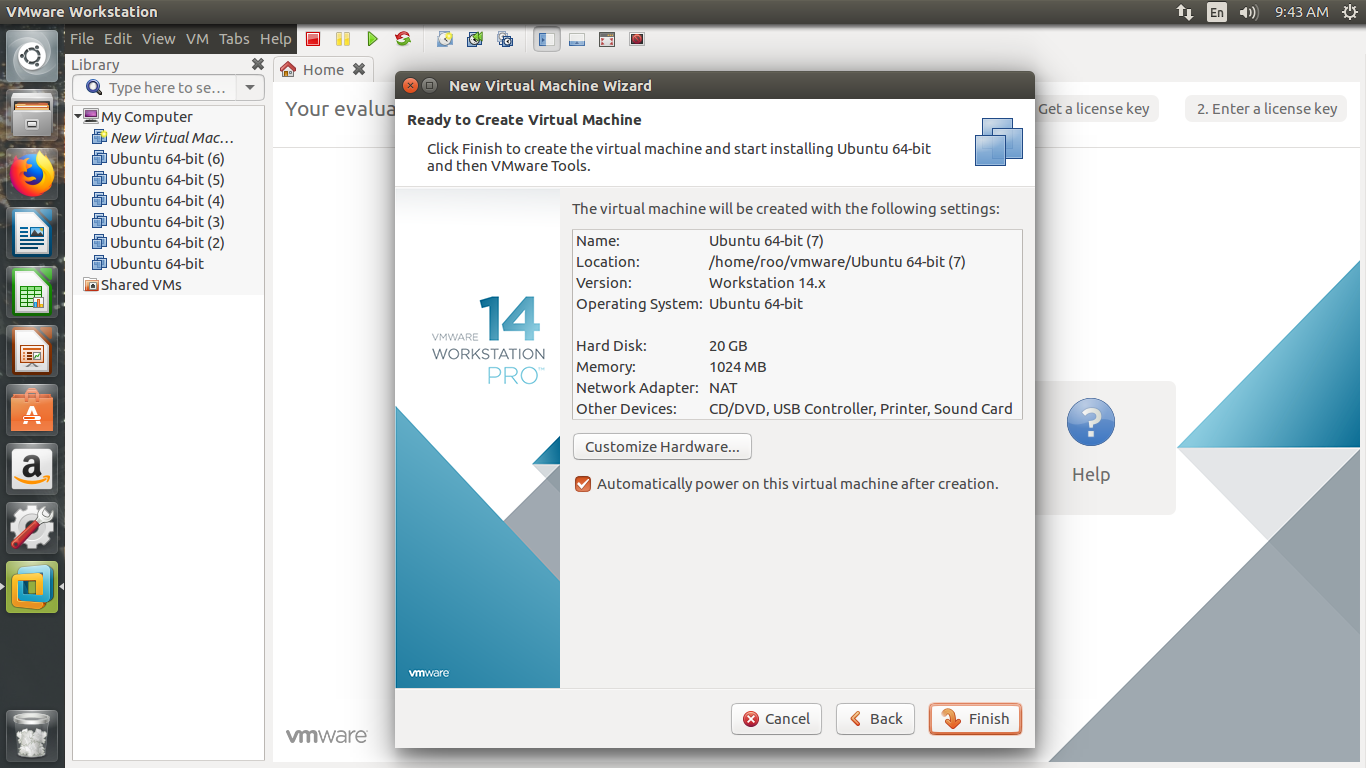 VMware Workstation
En
9:43 AM
File Edit View VM Tabs Help
Library
Type here to se...
My Computer
New Virtual Mac...
Ubuntu 64-bit (6)
Ubuntu 64-bit (5)
Ubuntu 64-bit (4)
Ubuntu 64-bit (3)
Ubuntu 64-bit (2)
Ubuntu 64-bit
Shared VMs
Home
Your evalua
Get a license key
2. Enter a license key
Help
vmware
New Virtual Machine Wizard
Ready to Create Virtual Machine
Click Finish to create the virtual machine and start installing Ubuntu 64-bit
and then VMware Tools.
VMWARE 14
WORKSTATION
PRO™
vmware
The virtual machine will be created with the following settings:
Name: Ubuntu 64-bit (7)
Location: /home/roo/vmware/Ubuntu 64-bit (7)
Version: Workstation 14.x
Operating System: Ubuntu 64-bit
Hard Disk: 20 GB
Memory: 1024 MB
Network Adapter: NAT
Other Devices: CD/DVD, USB Controller, Printer, Sound Card
Customize Hardware...
Automatically power on this virtual machine after creation.
Cancel
Back
Finish